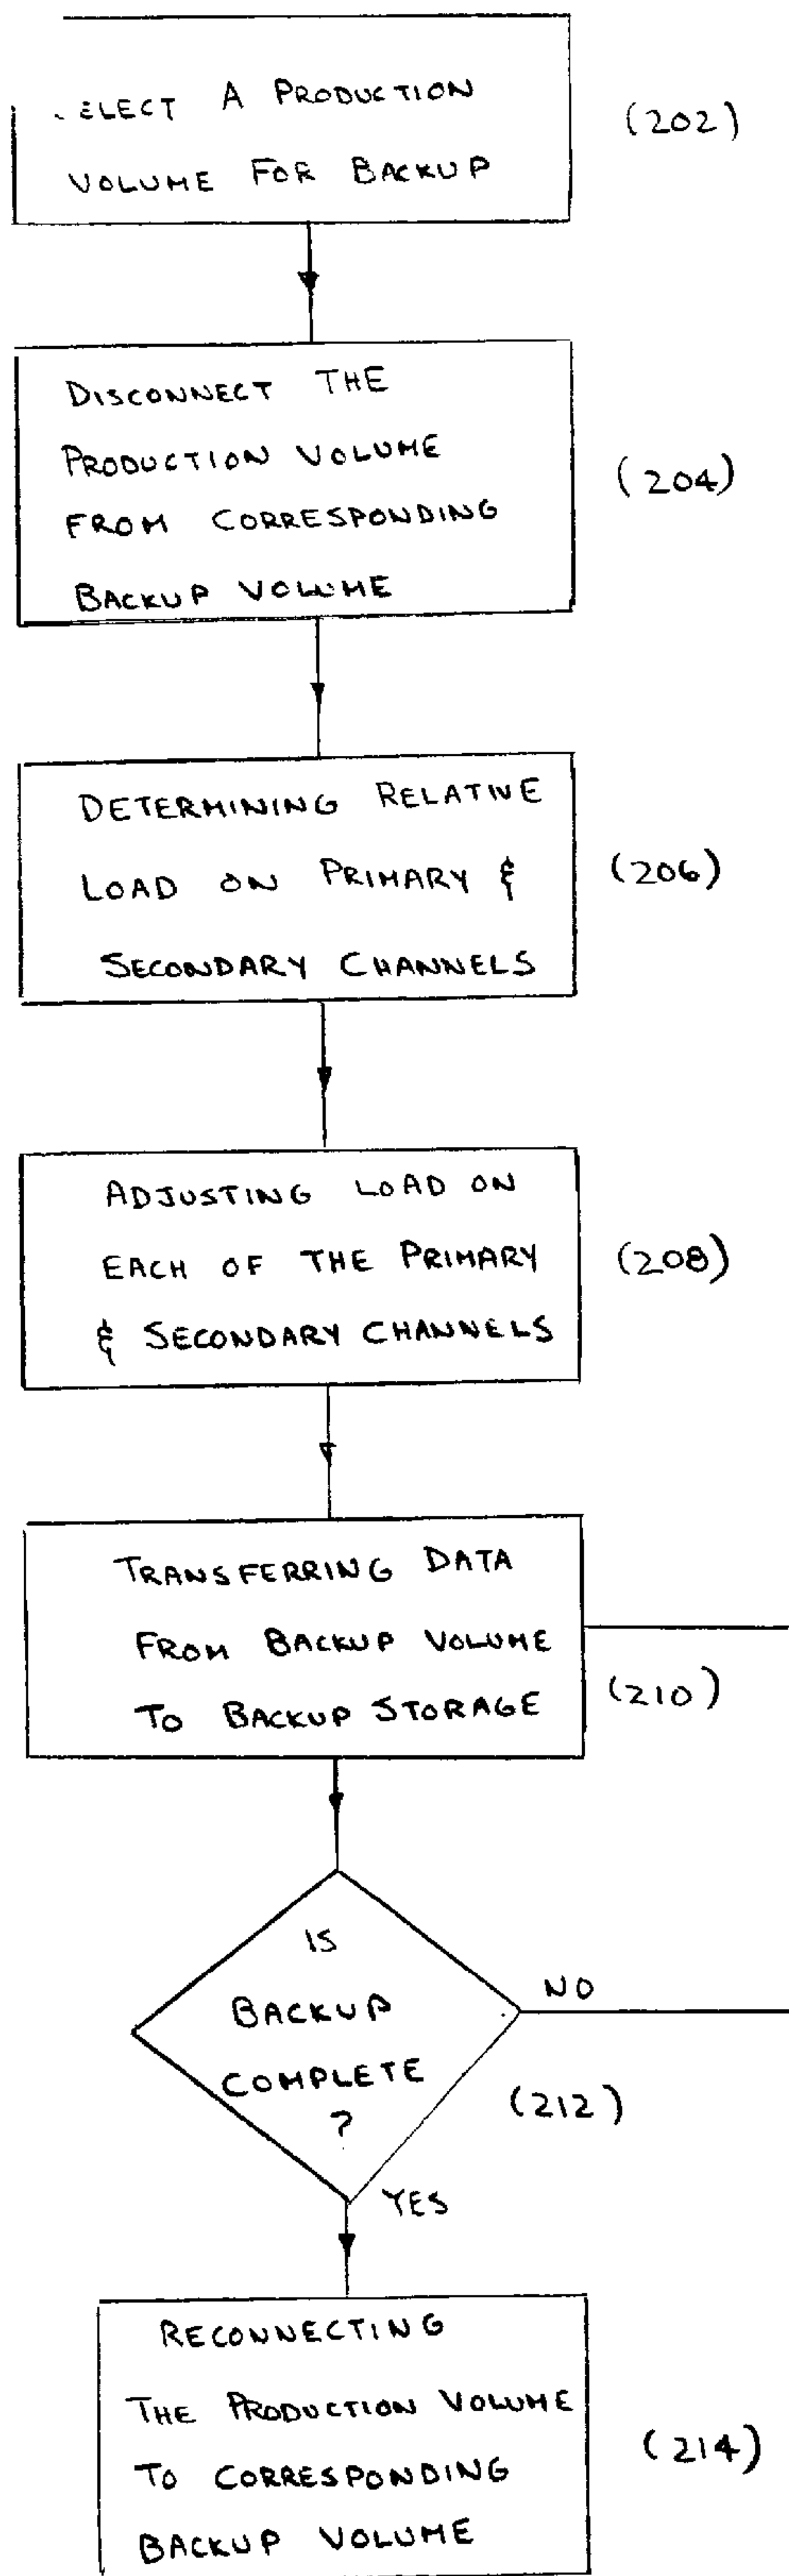 ELECT A PRODUCTION
VOLUME FOR BACKUP
(202)
DISCONNECT THE
PRODUCTION VOLUME
FROM CORRESPONDING
BACKUP VOLUME
(204)
DETERMINING RELATIVE
LOAD ON PRIMARY &
SECONDARY CHANNELS
(206)
ADJUSTING LOAD ON
EACH OF THE PRIMARY
& SECONDARY CHANNELS
(208)
TRANSFERRING DATA
FROM BACKUP VOLUME
TO BACKUP STORAGE
(210)
IS
BACKUP
COMPLETE
?
NO
(212)
YES
RECONNECTING
THE PRODUCTION VOLUME
TO CORRESPONDING
BACKUP VOLUME
(214)